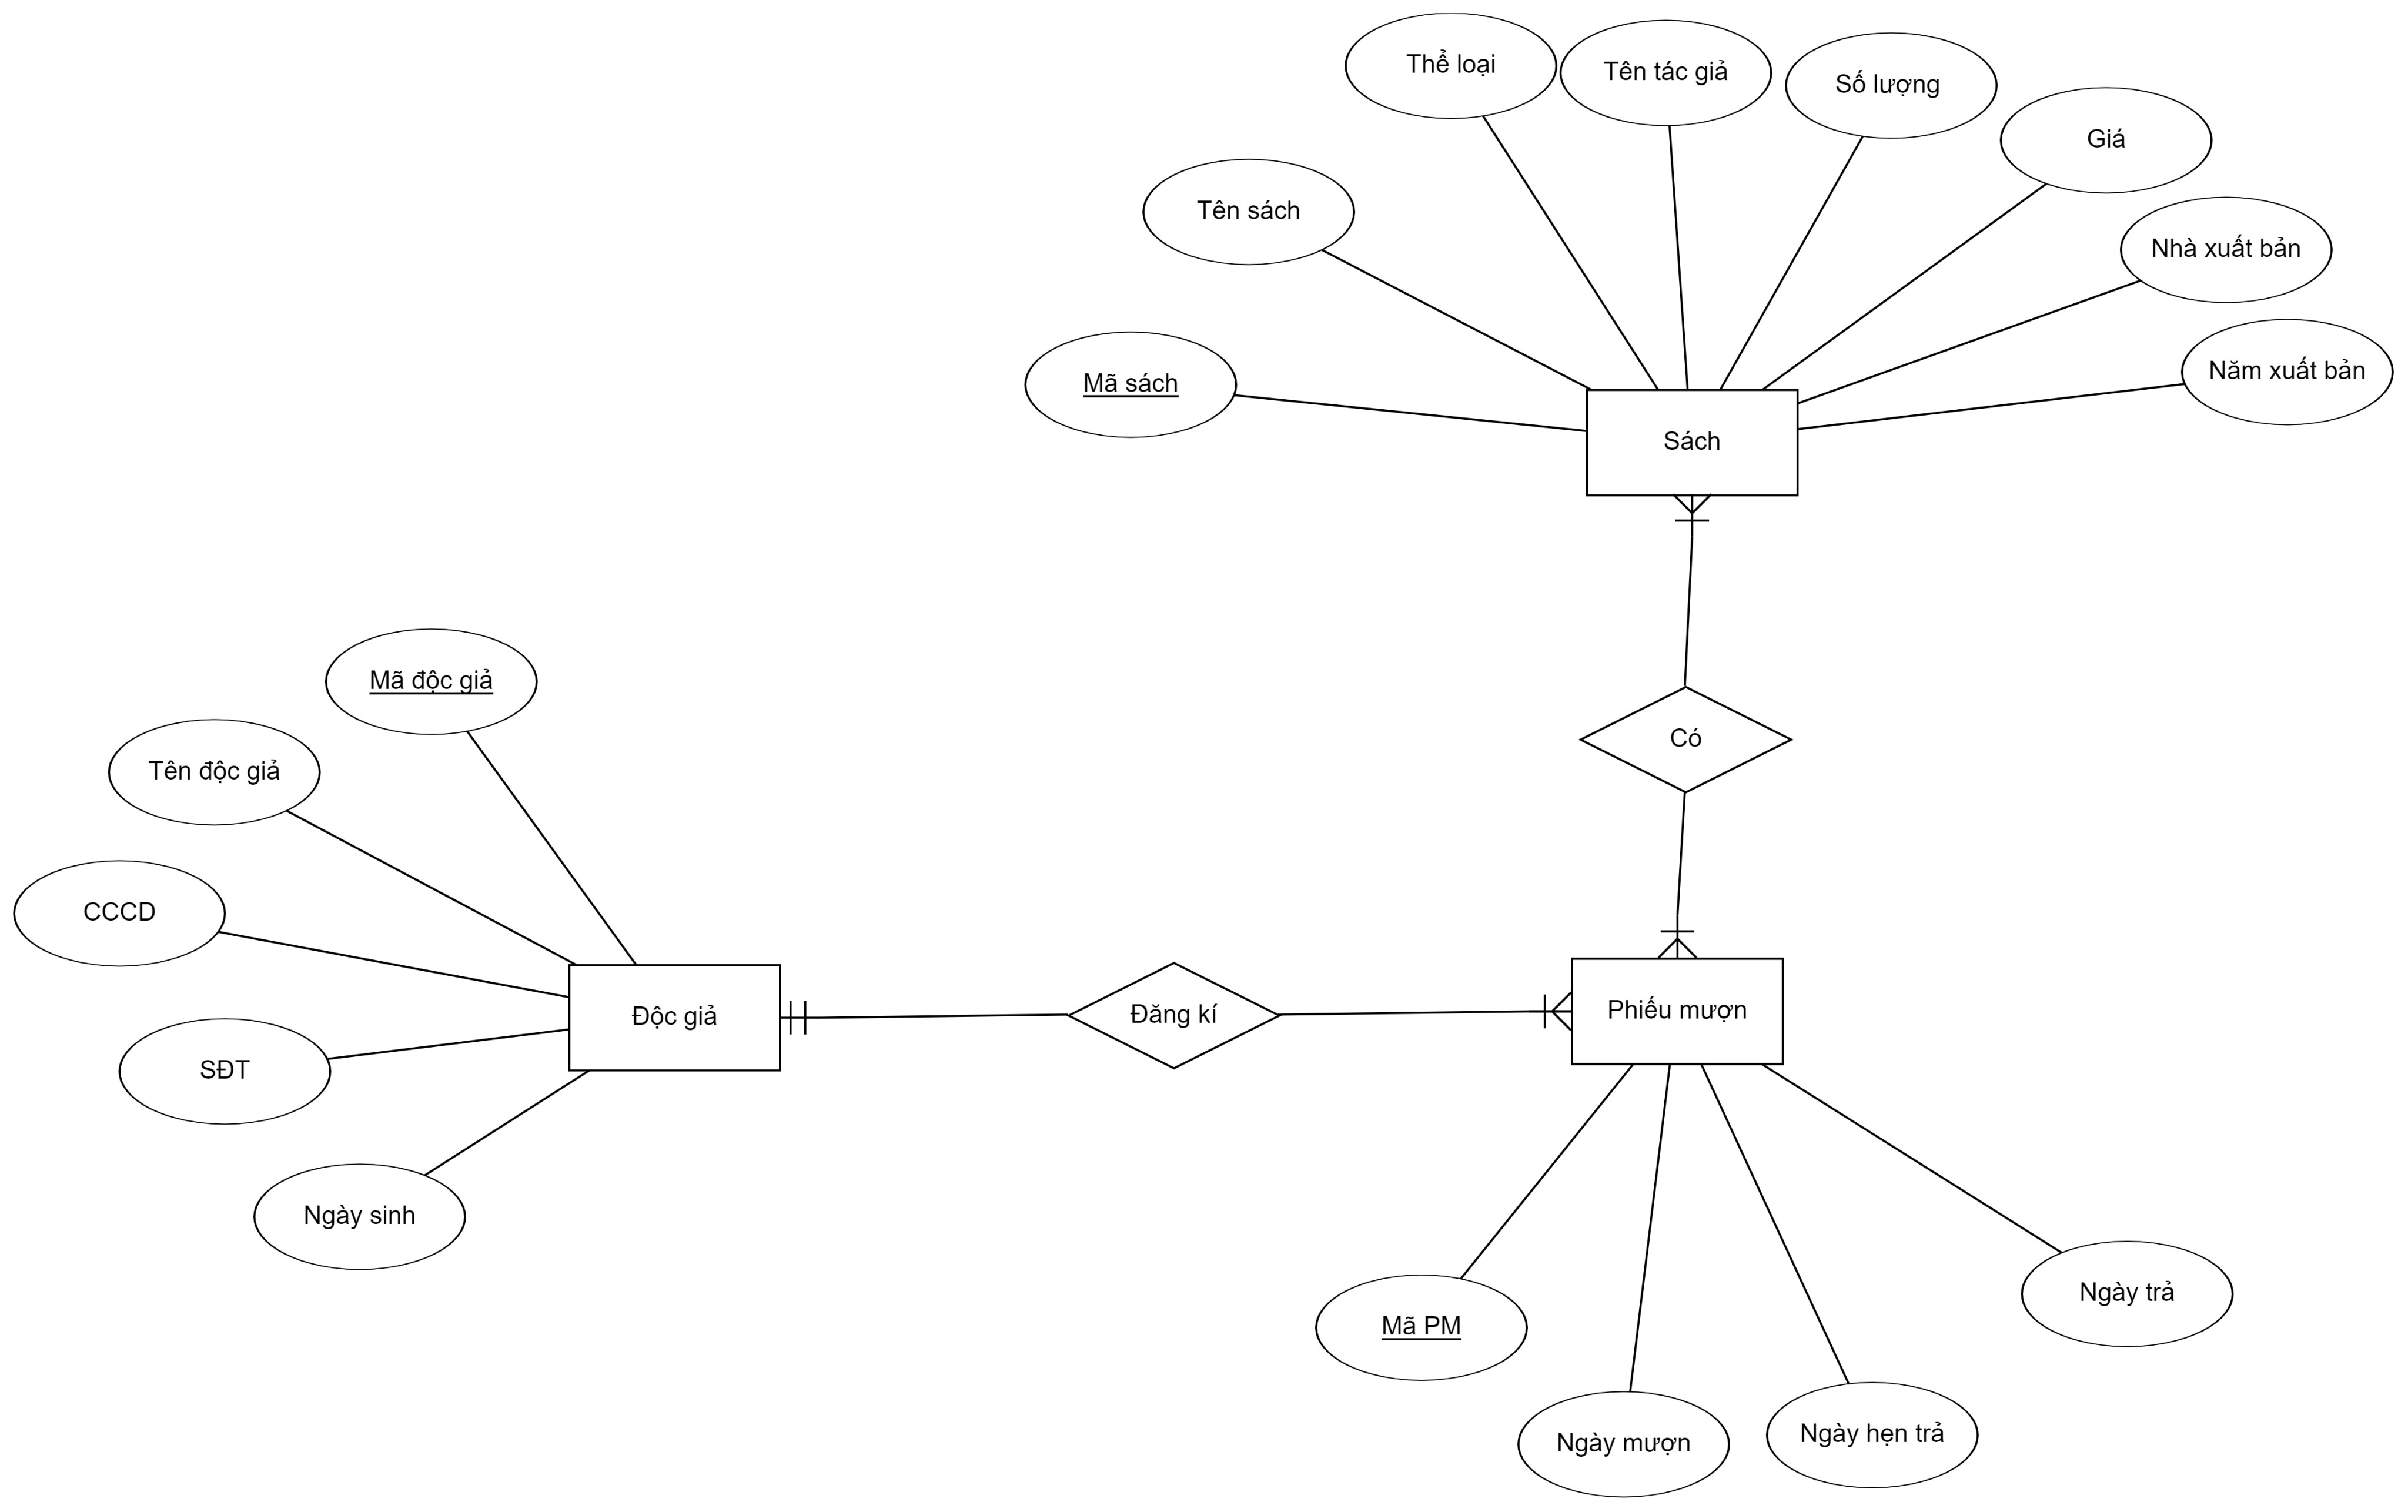 Thể loại
Tên tác giả
Số lượng
Giá
Tên sách
Nhà xuất bản
Năm xuất bản
Mã sách
Sách
Mã độc giả
Có
Tên độc giả
CCCD
Độc giả
Đăng kí
Phiếu mượn
SĐT
Ngày sinh
Ngày trả
Mã PM
Ngày mượn
Ngày hẹn trả